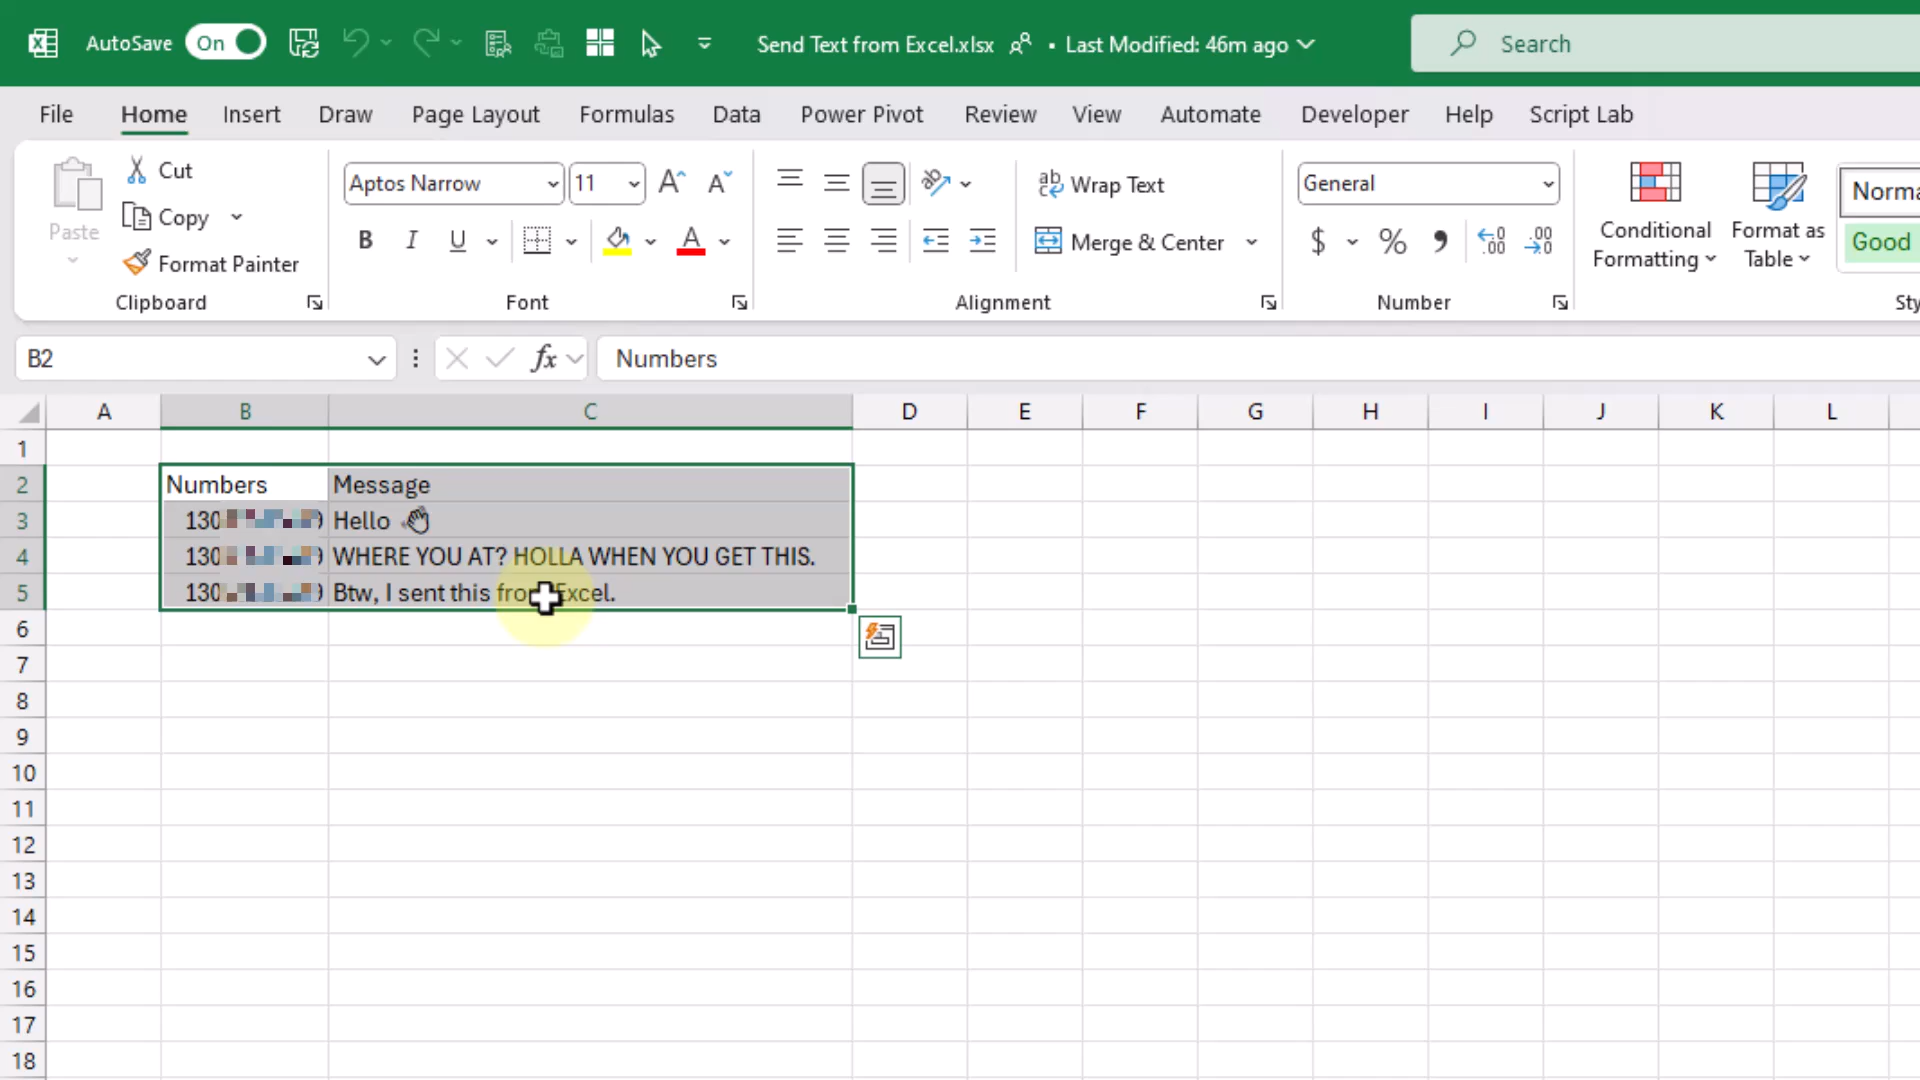 AutoSave On Send Text from Excel.xlsx • Last Modified: 46m ago Search
File Home Insert Draw Page Layout Formulas Data Power Pivot Review View Automate Developer Help Script Lab
Paste
Cut
Copy
Format Painter
Clipboard
Aptos Narrow 11
B I U A
Font
Wrap Text
Merge & Center
Alignment
General
$ % 9
Number
Conditional Formatting
Format as Table
Good
B2 fx Numbers
A B C D E F G H I J K L
1
2 Numbers Message
3 130 Hello 👋
4 130 WHERE YOU AT? HOLLA WHEN YOU GET THIS.
5 130 Btw, I sent this from Excel.
6
7
8
9
10
11
12
13
14
15
16
17
18